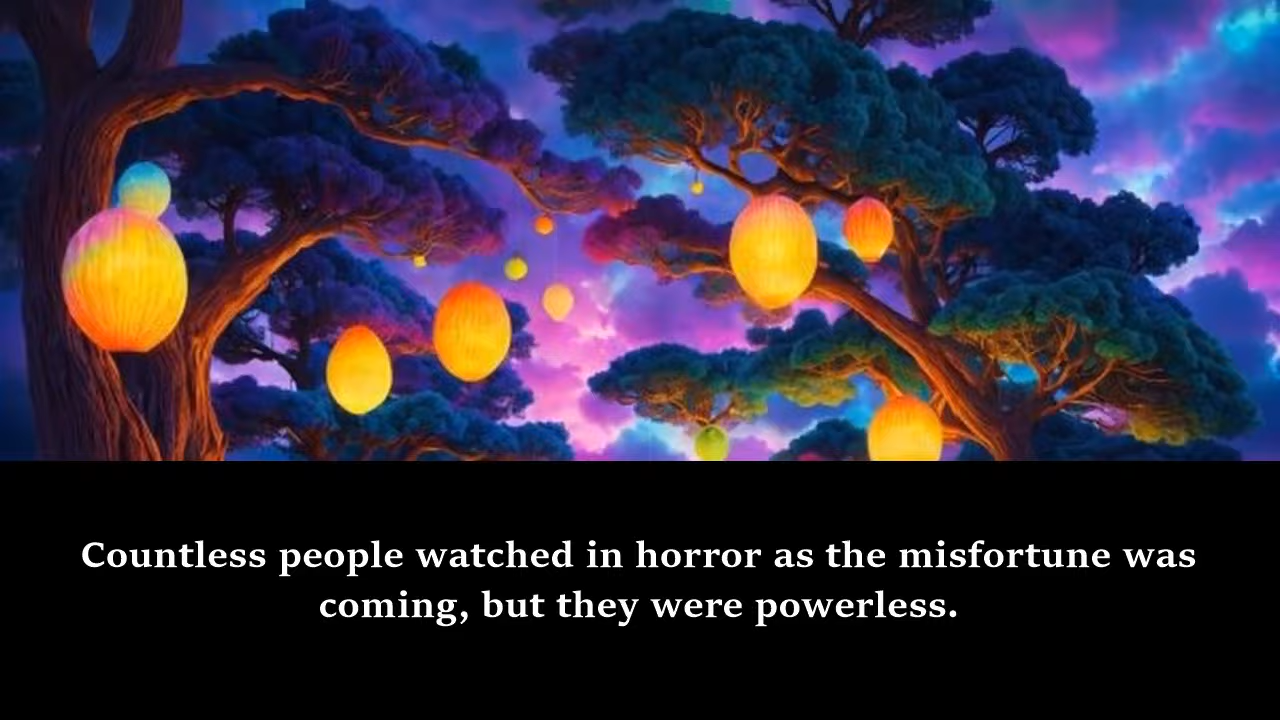 Countless people watched in horror as the misfortune was
coming, but they were powerless.